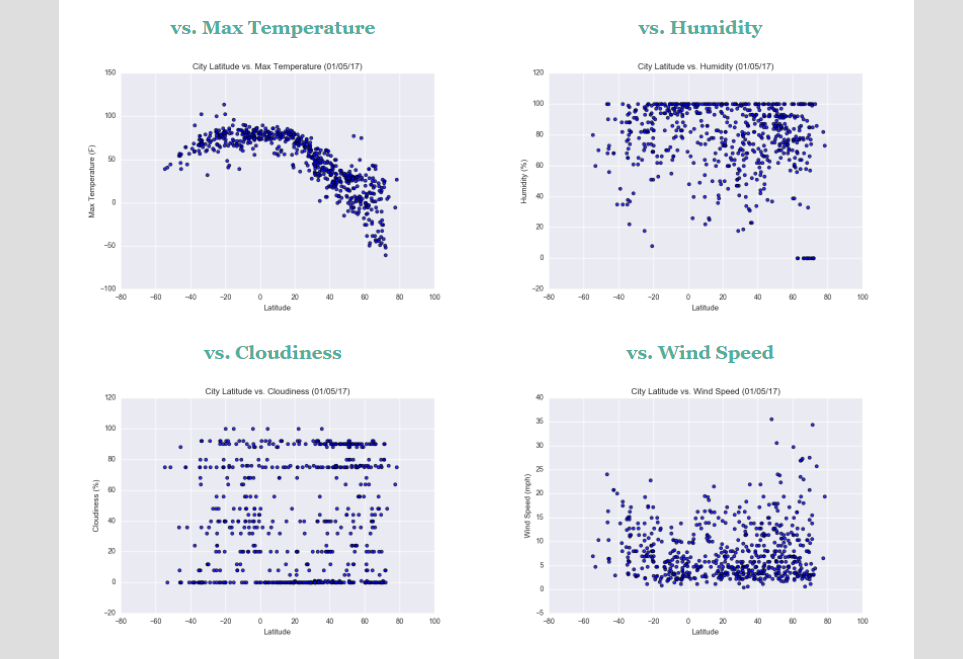 vs. Max Temperature
City Latitude vs. Max Temperature (01/05/17)
Max Temperature (F)
150
100
50
0
−50
−100
−80 −60 −40 −20 0 20 40 60 80 100
Latitude
vs. Humidity
City Latitude vs. Humidity (01/05/17)
Humidity (%)
120
100
80
60
40
20
0
−20
−80 −60 −40 −20 0 20 40 60 80 100
Latitude
vs. Cloudiness
City Latitude vs. Cloudiness (01/05/17)
Cloudiness (%)
120
100
80
60
40
20
0
−20
−80 −60 −40 −20 0 20 40 60 80 100
Latitude
vs. Wind Speed
City Latitude vs. Wind Speed (01/05/17)
Wind Speed (mph)
40
35
30
25
20
15
10
5
0
−5
−80 −60 −40 −20 0 20 40 60 80 100
Latitude